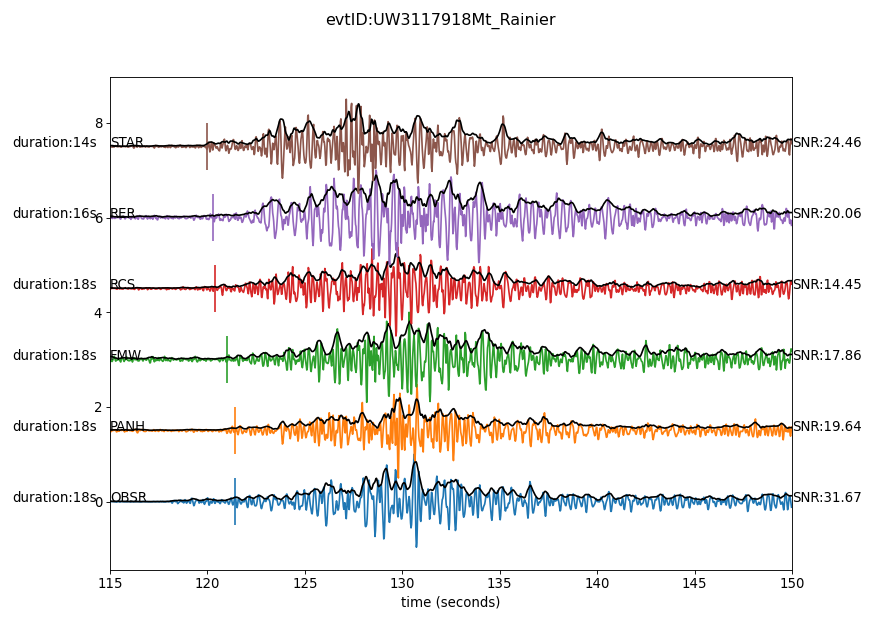 evtID:UW3117918Mt_Rainier
8
duration:14s STAR SNR:24.46
duration:16s RER SNR:20.06
6
duration:18s RCS SNR:14.45
4
duration:18s FMW SNR:17.86
2
duration:18s PANH SNR:19.64
duration:18s OBSR SNR:31.67
0
115 120 125 130 135 140 145 150
time (seconds)